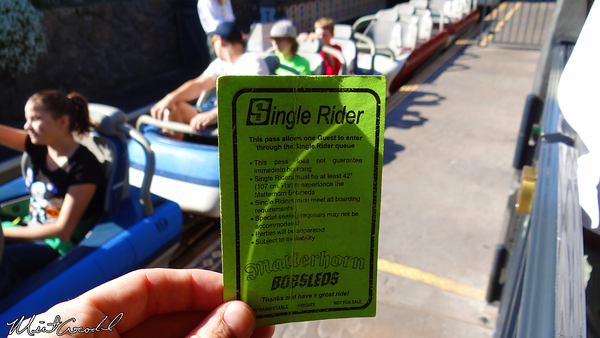 Single Rider
This pass allows one Guest to enter
through the Single Rider queue
• This pass does not guarantee
immediate boarding
• Single Riders must be at least 42"
(107 cm) tall to experience the
Matterhorn Bobsleds
• Single Riders must meet all boarding
requirements
• Special seating requests may not be
accommodated
• Parties will be separated
• Subject to availability
Matterhorn
BOBSLEDS
Thanks and have a great ride!
NOT FOR SALE